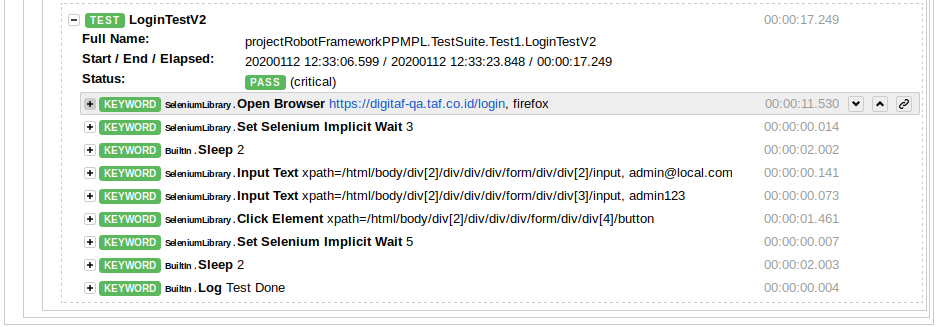 TEST LoginTestV2 00:00:17.249
Full Name: projectRobotFrameworkPPMPL.TestSuite.Test1.LoginTestV2
Start / End / Elapsed: 20200112 12:33:06.599 / 20200112 12:33:23.848 / 00:00:17.249
Status: PASS (critical)
KEYWORD SeleniumLibrary.Open Browser https://digitaf-qa.taf.co.id/login, firefox 00:00:11.530
KEYWORD SeleniumLibrary.Set Selenium Implicit Wait 3 00:00:00.014
KEYWORD BuiltIn.Sleep 2 00:00:02.002
KEYWORD SeleniumLibrary.Input Text xpath=/html/body/div[2]/div/div/div/form/div/div[2]/input, admin@local.com 00:00:00.141
KEYWORD SeleniumLibrary.Input Text xpath=/html/body/div[2]/div/div/div/form/div/div[3]/input, admin123 00:00:00.073
KEYWORD SeleniumLibrary.Click Element xpath=/html/body/div[2]/div/div/div/form/div/div[4]/button 00:00:01.461
KEYWORD SeleniumLibrary.Set Selenium Implicit Wait 5 00:00:00.007
KEYWORD BuiltIn.Sleep 2 00:00:02.003
KEYWORD BuiltIn.Log Test Done 00:00:00.004